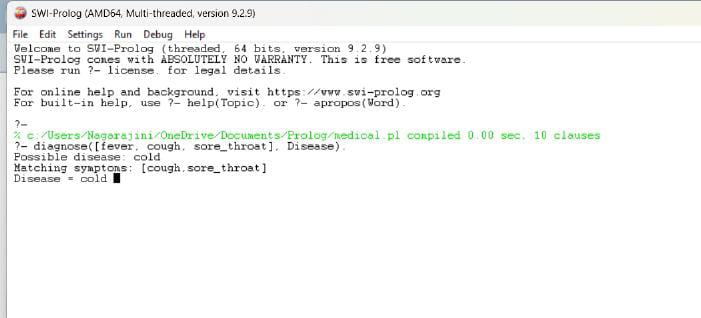 SWI-Prolog (AMD64, Multi-threaded, version 9.2.9)
File Edit Settings Run Debug Help
Welcome to SWI-Prolog (threaded, 64 bits, version 9.2.9)
SWI-Prolog comes with ABSOLUTELY NO WARRANTY. This is free software.
Please run ?- license. for legal details.
For online help and background, visit https://www.swi-prolog.org
For built-in help, use ?- help(Topic). or ?- apropos(Word).
?-
% c:/Users/Nagarajini/OneDrive/Documents/Prolog/medical.pl compiled 0.00 sec, 10 clauses
?- diagnose([fever, cough, sore_throat], Disease).
Possible disease: cold
Matching symptoms: [cough,sore_throat]
Disease = cold